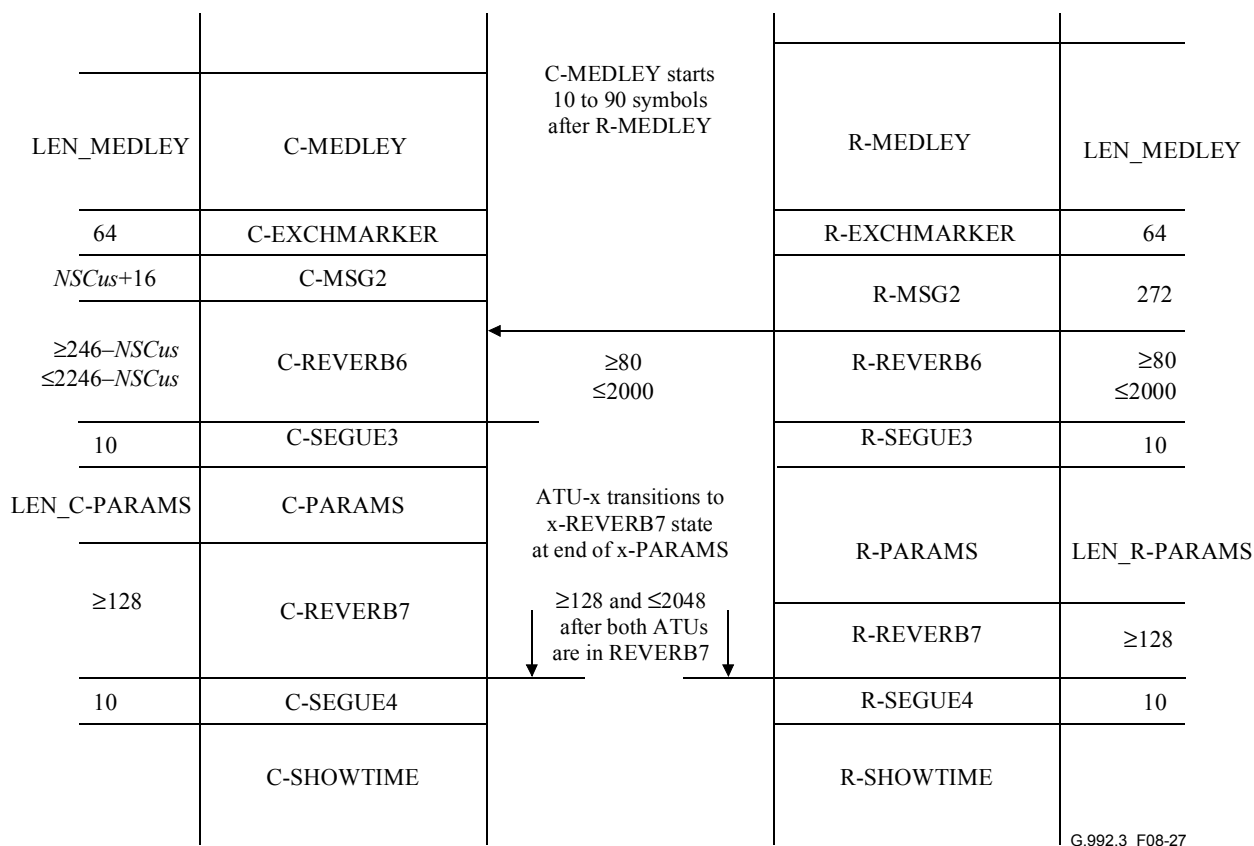 C-MEDLEY starts
10 to 90 symbols
after R-MEDLEY
LEN_MEDLEY
C-MEDLEY
R-MEDLEY
LEN_MEDLEY
64
C-EXCHMARKER
R-EXCHMARKER
64
NSCus+16
C-MSG2
R-MSG2
272
≥246–NSCus
≤2246–NSCus
C-REVERB6
≥80
≤2000
R-REVERB6
≥80
≤2000
10
C-SEGUE3
R-SEGUE3
10
LEN_C-PARAMS
C-PARAMS
ATU-x transitions to
x-REVERB7 state
at end of x-PARAMS
R-PARAMS
LEN_R-PARAMS
≥128
C-REVERB7
≥128 and ≤2048
after both ATUs
are in REVERB7
R-REVERB7
≥128
10
C-SEGUE4
R-SEGUE4
10
C-SHOWTIME
R-SHOWTIME
G.992.3_F08-27